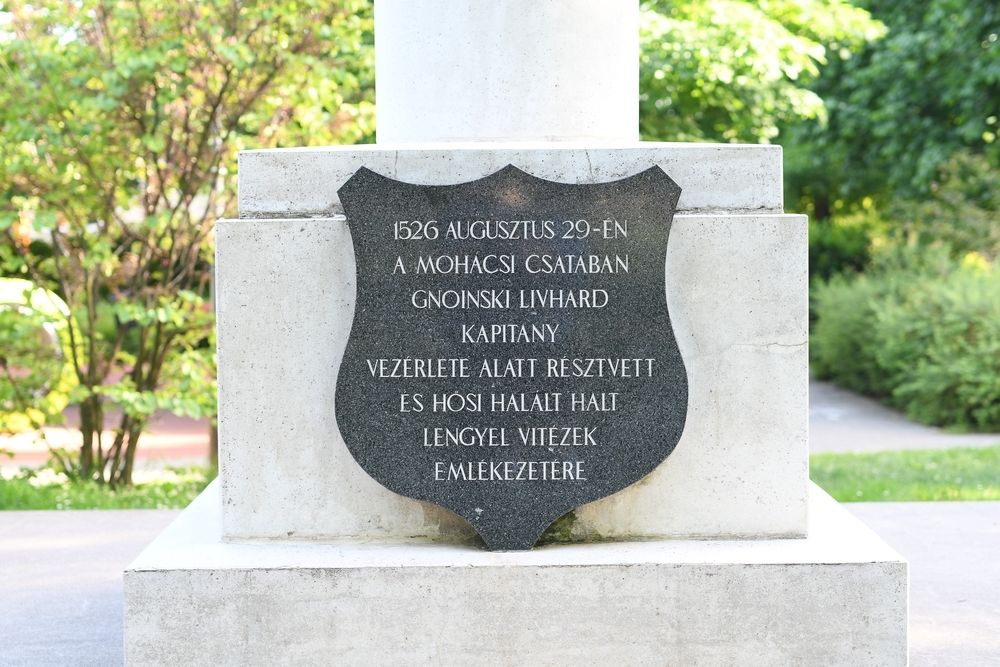 1526 AUGUSZTUS 29-ÉN
A MOHÁCSI CSATÁBAN
GNOINSKI LIVHARD
KAPITÁNY
VEZÉRLETE ALATT RÉSZTVETT
ÉS HŐSI HALÁLT HALT
LENGYEL VITÉZEK
EMLÉKEZETÉRE